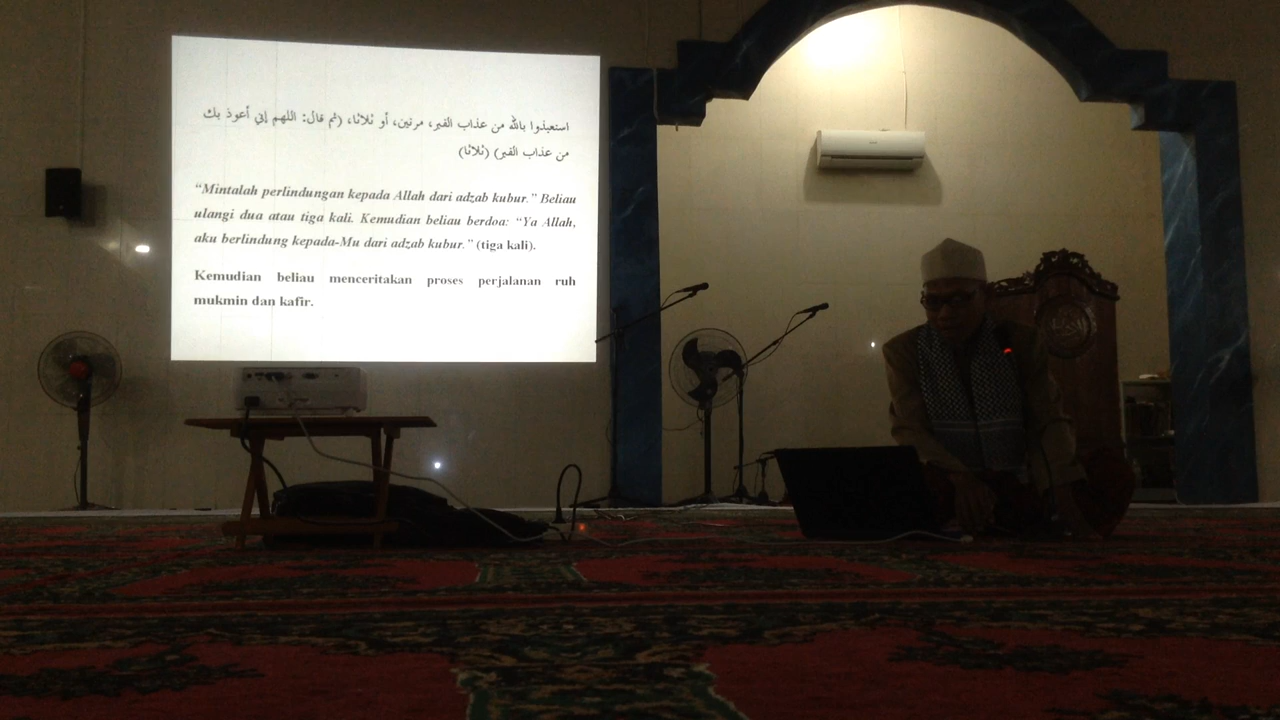 استعيذوا بالله من عذاب القبر، مرتين، أو ثلاثا، (ثم قال: اللهم إني أعوذ بك
من عذاب القبر) (ثلاثا)
“Mintalah perlindungan kepada Allah dari adzab kubur.” Beliau
ulangi dua atau tiga kali. Kemudian beliau berdoa: “Ya Allah,
aku berlindung kepada-Mu dari adzab kubur.” (tiga kali).
Kemudian beliau menceritakan proses perjalanan ruh
mukmin dan kafir.